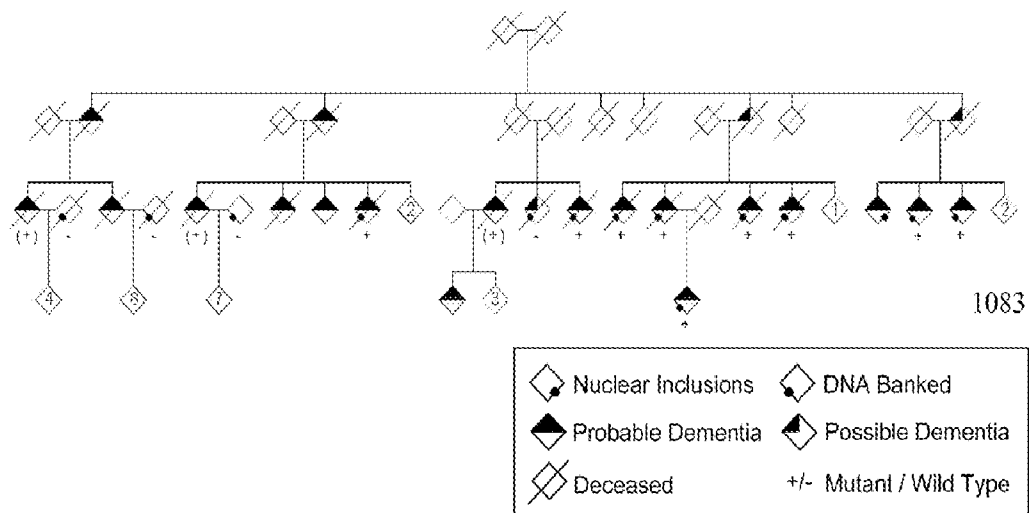 2 1 2
(+) - - (+) - + (+) - + + + + + + +
4 6 7 3 1083
+
Nuclear Inclusions DNA Banked
Probable Dementia Possible Dementia
Deceased +/- Mutant / Wild Type